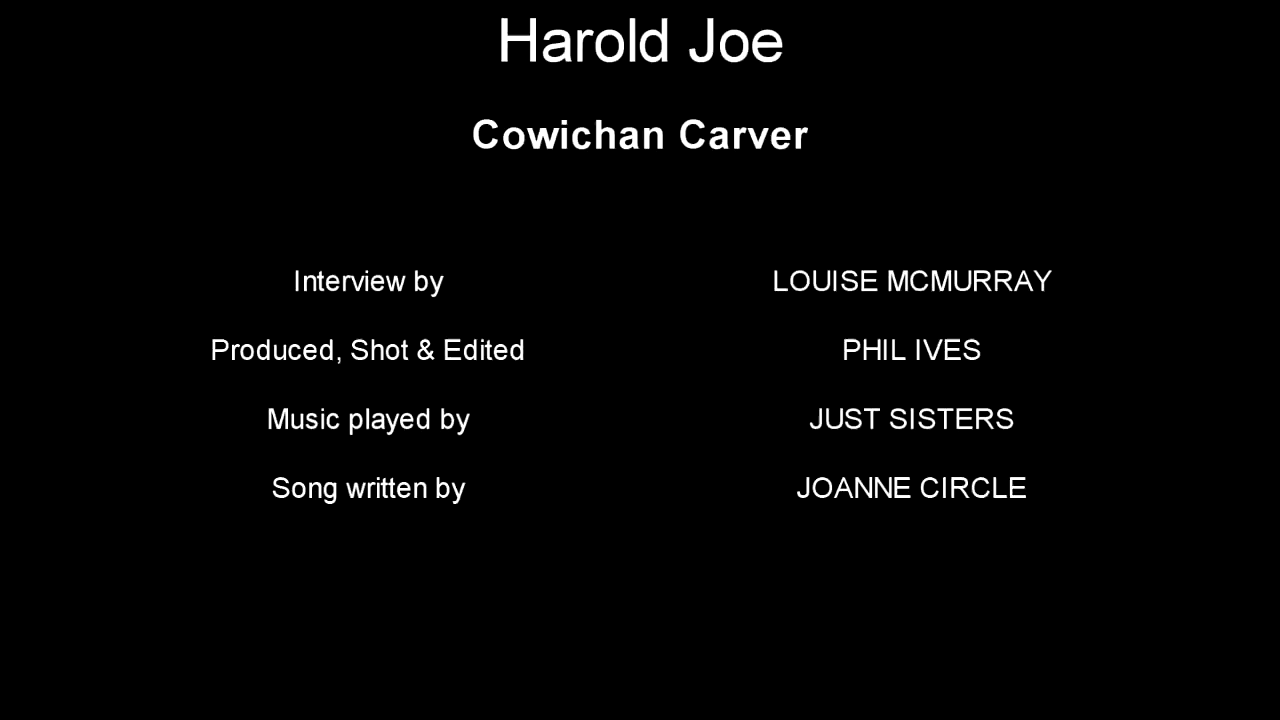 Harold Joe
Cowichan Carver
Interview by LOUISE MCMURRAY
Produced, Shot & Edited PHIL IVES
Music played by JUST SISTERS
Song written by JOANNE CIRCLE